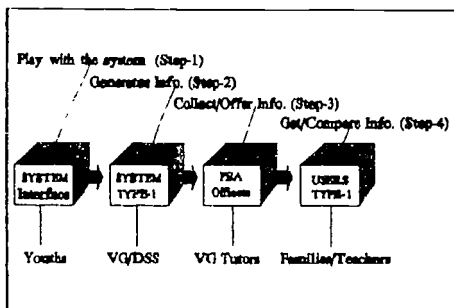 Play with the system (Step-1)
Generates Info. (Step-2)
Collect/Offer Info. (Step-3)
Get/Compare Info. (Step-4)
SYSTEM
Interface
SYSTEM
TYPE-1
Offices
USERS
TYPE-1
Youths
VG/DSS
VG Tutors
Families/Teachers